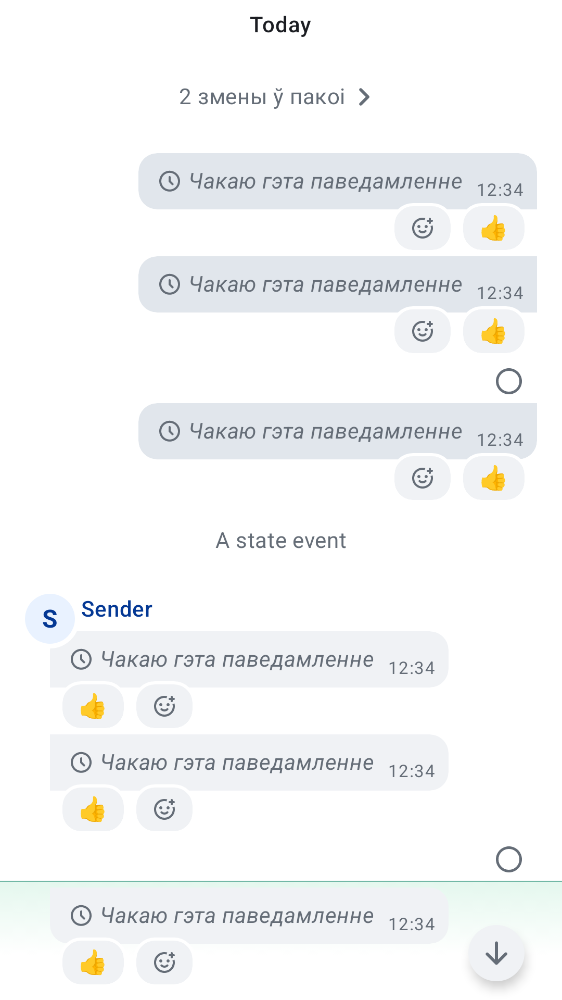 Today
2 змены ў пакоі
Чакаю гэта паведамленне 12:34
👍
Чакаю гэта паведамленне 12:34
👍
Чакаю гэта паведамленне 12:34
👍
A state event
S Sender
Чакаю гэта паведамленне 12:34
👍
Чакаю гэта паведамленне 12:34
👍
Чакаю гэта паведамленне 12:34
👍